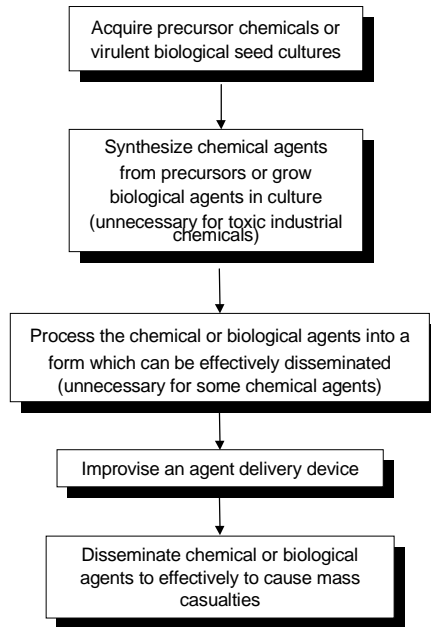 Acquire precursor chemicals or
virulent biological seed cultures
Synthesize chemical agents
from precursors or grow
biological agents in culture
(unnecessary for toxic industrial
chemicals)
Process the chemical or biological agents into a
form which can be effectively disseminated
(unnecessary for some chemical agents)
Improvise an agent delivery device
Disseminate chemical or biological
agents to effectively to cause mass
casualties